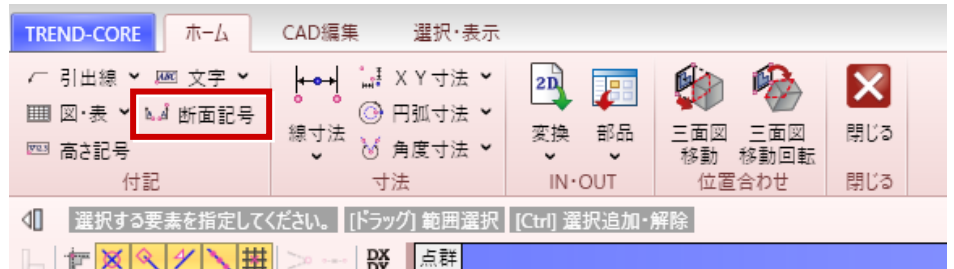 TREND-CORE ホーム CAD編集 選択・表示
引出線 文字
図・表 断面記号
高さ記号
付記
線寸法
XY寸法
円弧寸法
角度寸法
寸法
2D
変換 部品
IN・OUT
三面図移動 三面図移動回転
位置合わせ
閉じる
閉じる
選択する要素を指定してください。 [ドラッグ] 範囲選択 [Ctrl] 選択追加・解除
DX
点群